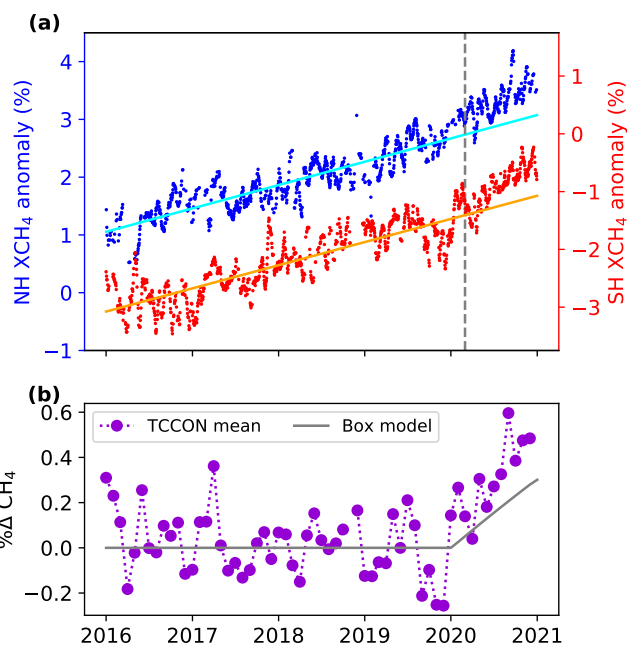 (a)
NH XCH₄ anomaly (%)
4
3
2
1
0
−1
SH XCH₄ anomaly (%)
1
0
−1
−2
−3
(b)
%Δ CH₄
0.6
0.4
0.2
0.0
−0.2
TCCON mean
Box model
2016 2017 2018 2019 2020 2021